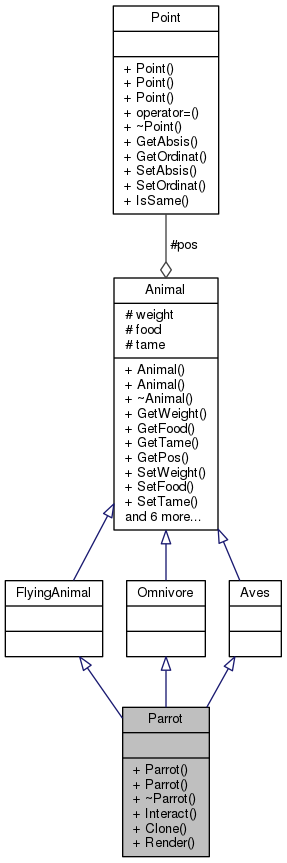 Point
+ Point()
+ Point()
+ Point()
+ operator=()
+ ~Point()
+ GetAbsis()
+ GetOrdinat()
+ SetAbsis()
+ SetOrdinat()
+ IsSame()
#pos
Animal
# weight
# food
# tame
+ Animal()
+ Animal()
+ ~Animal()
+ GetWeight()
+ GetFood()
+ GetTame()
+ GetPos()
+ SetWeight()
+ SetFood()
+ SetTame()
and 6 more...
FlyingAnimal
Omnivore
Aves
Parrot
+ Parrot()
+ Parrot()
+ ~Parrot()
+ Interact()
+ Clone()
+ Render()